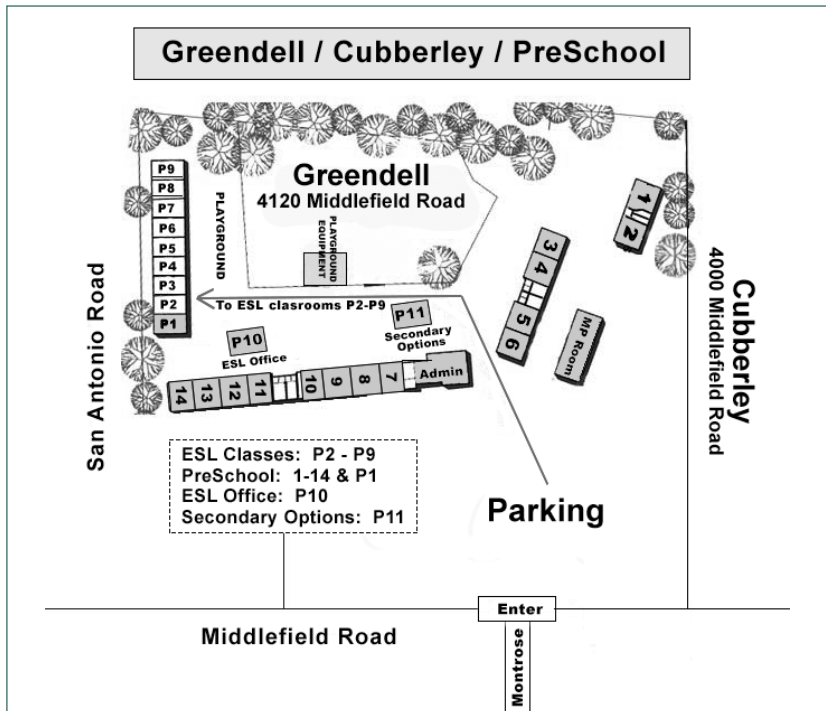 Greendell / Cubberley / PreSchool
Greendell
4120 Middlefield Road
PLAYGROUND
EQUIPMENT
PLAYGROUND
P9
P8
P7
P6
P5
P4
P3
P2
P1
To ESL clasrooms P2-P9
P10
ESL Office
P11
Secondary
Options
1
2
3
4
5
6
MP Room
14
13
12
11
10
9
8
7
Admin
San Antonio Road
Cubberley
4000 Middlefield Road
ESL Classes: P2 - P9
PreSchool: 1-14 & P1
ESL Office: P10
Secondary Options: P11
Parking
Enter
Middlefield Road
Montrose